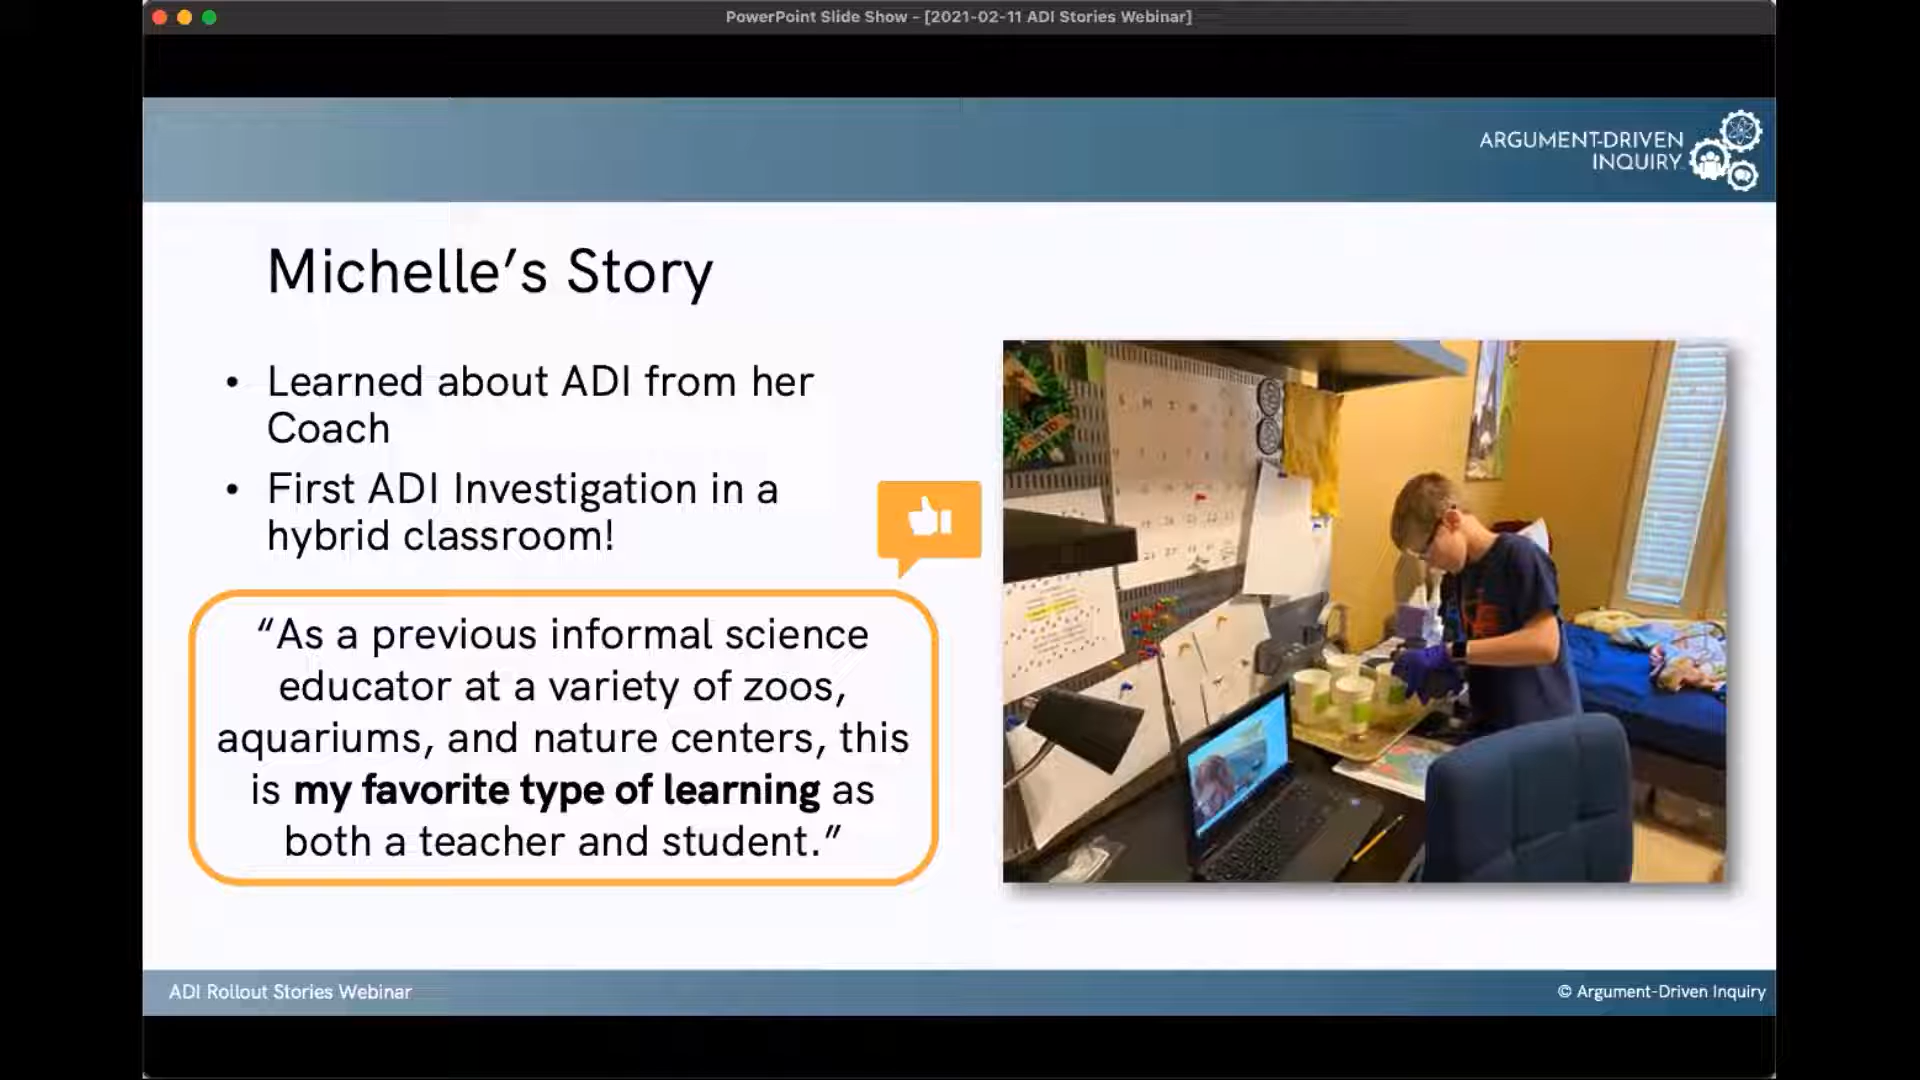 PowerPoint Slide Show - [2021-02-11 ADI Stories Webinar]
ARGUMENT-DRIVEN
INQUIRY
Michelle’s Story
• Learned about ADI from her
Coach
• First ADI Investigation in a
hybrid classroom!
“As a previous informal science
educator at a variety of zoos,
aquariums, and nature centers, this
is my favorite type of learning as
both a teacher and student.”
ADI Rollout Stories Webinar
© Argument-Driven Inquiry